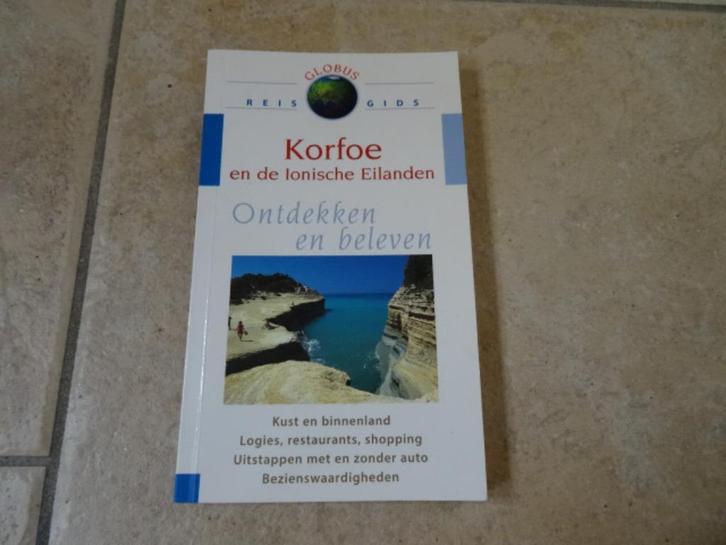 GLOBUS
REIS GIDS
Korfoe
en de Ionische Eilanden
Ontdekken
en beleven
Kust en binnenland
Logies, restaurants, shopping
Uitstappen met en zonder auto
Bezienswaardigheden